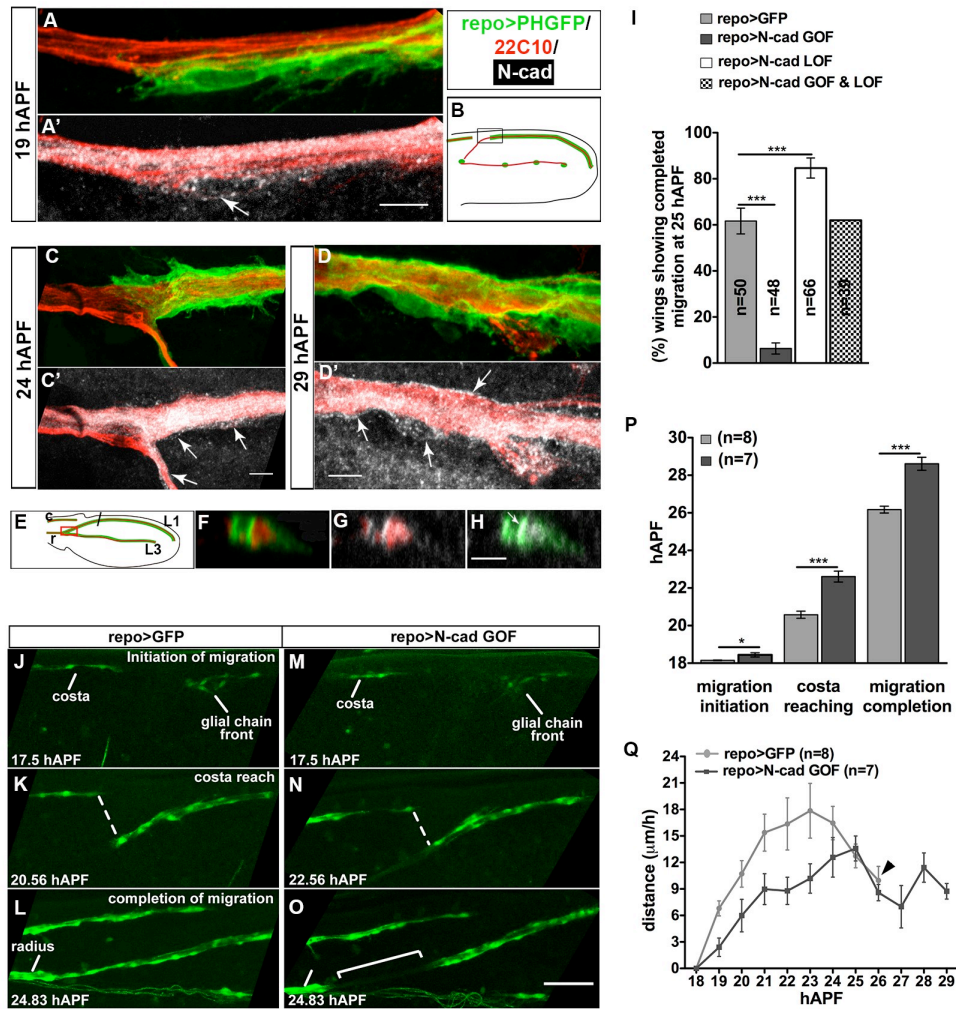 A
repo>PHGFP/
22C10/
N-cad
19 hAPF
A'
B
C
D
24 hAPF
29 hAPF
C'
D'
E
c
r
L1
L3
F
G
H
repo>GFP
repo>N-cad GOF
J
Initiation of migration
costa
glial chain
front
17.5 hAPF
M
costa
glial chain
front
17.5 hAPF
K
costa reach
20.56 hAPF
N
22.56 hAPF
L
completion of migration
radius
24.83 hAPF
O
24.83 hAPF
I
repo>GFP
repo>N-cad GOF
repo>N-cad LOF
repo>N-cad GOF & LOF
(%) wings showing completed
migration at 25 hAPF
100
80
60
40
20
0
***
***
n=50
n=48
n=66
n=39
P
(n=8)
(n=7)
hAPF
30
28
26
24
22
20
18
*
***
***
migration
initiation
costa
reaching
migration
completion
Q
repo>GFP (n=8)
repo>N-cad GOF (n=7)
distance (μm/h)
24
21
18
15
12
9
6
3
0
18 19 20 21 22 23 24 25 26 27 28 29
hAPF